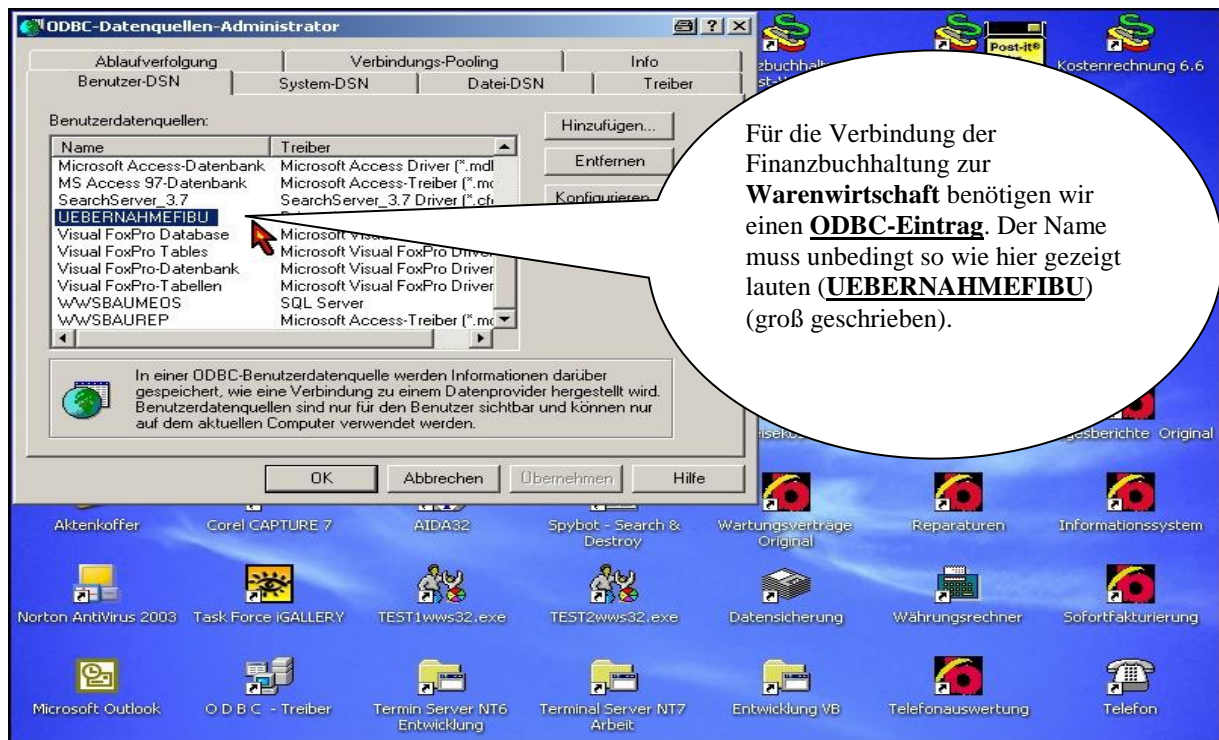 ODBC-Datenquellen-Administrator
Ablaufverfolgung Verbindungs-Pooling Info
Benutzer-DSN System-DSN Datei-DSN Treiber
Benutzerdatenquellen:
Name Treiber
Microsoft Access-Datenbank Microsoft Access Driver (*.mdb
MS Access 97-Datenbank Microsoft Access-Treiber (*.mc
SearchServer_3.7 SearchServer_3.7 Driver (*.cfg
UEBERNAHMEFIBU
Visual FoxPro Database Microsoft Visual
Visual FoxPro Tables Microsoft Visual FoxPro Driver
Visual FoxPro-Datenbank Microsoft Visual FoxPro Driver
Visual FoxPro-Tabellen Microsoft Visual FoxPro Driver
WWSBAUMEOS SQL Server
WWSBAUREP Microsoft Access-Treiber (*.mc
Hinzufügen...
Entfernen
Konfigurieren
In einer ODBC-Benutzerdatenquelle werden Informationen darüber
gespeichert, wie eine Verbindung zu einem Datenprovider hergestellt wird.
Benutzerdatenquellen sind nur für den Benutzer sichtbar und können nur
auf dem aktuellen Computer verwendet werden.
OK Abbrechen Übernehmen Hilfe
Für die Verbindung der
Finanzbuchhaltung zur
Warenwirtschaft benötigen wir
einen ODBC-Eintrag. Der Name
muss unbedingt so wie hier gezeigt
lauten (UEBERNAHMEFIBU)
(groß geschrieben).
Post-it®
Kostenrechnung 6.6
Original
Aktenkoffer
Corel CAPTURE 7
AIDA32
Spybot - Search &
Destroy
Wartungsverträge
Original
Reparaturen
Informationssystem
Norton AntiVirus 2003
Task Force iGALLERY
TEST1wws32.exe
TEST2wws32.exe
Datensicherung
Währungsrechner
Sofortfakturierung
Microsoft Outlook
O D B C - Treiber
Termin Server NT6
Entwicklung
Terminal Server NT7
Arbeit
Entwicklung VB
Telefonauswertung
Telefon